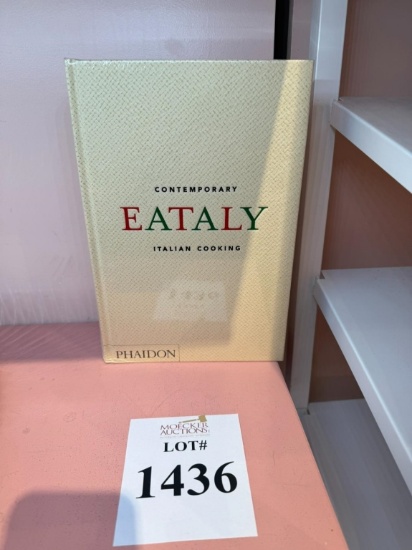 CONTEMPORARY
EATALY
ITALIAN COOKING
PHAIDON
MOECKER
AUCTIONS
LOT#
1436